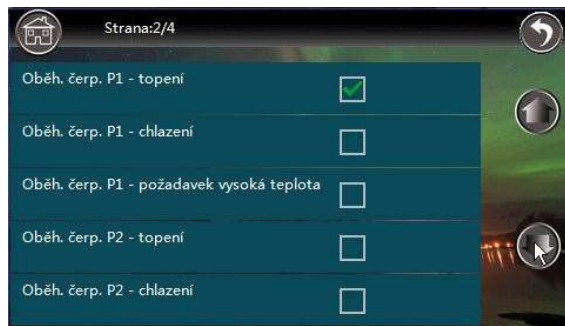 Strana:2/4
Oběh. čerp. P1 - topení
Oběh. čerp. P1 - chlazení
Oběh. čerp. P1 - požadavek vysoká teplota
Oběh. čerp. P2 - topení
Oběh. čerp. P2 - chlazení